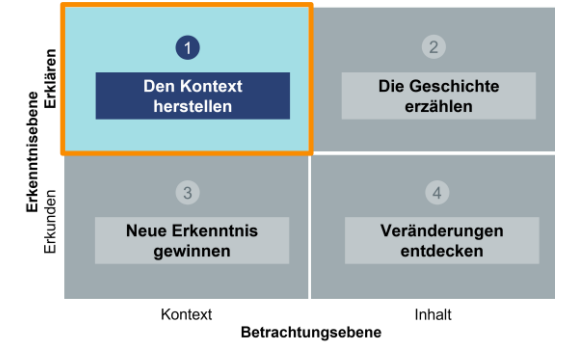 Erkenntnisebene
Erklären
1
Den Kontext
herstellen
2
Die Geschichte
erzählen
Erkunden
3
Neue Erkenntnis
gewinnen
4
Veränderungen
entdecken
Kontext
Inhalt
Betrachtungsebene